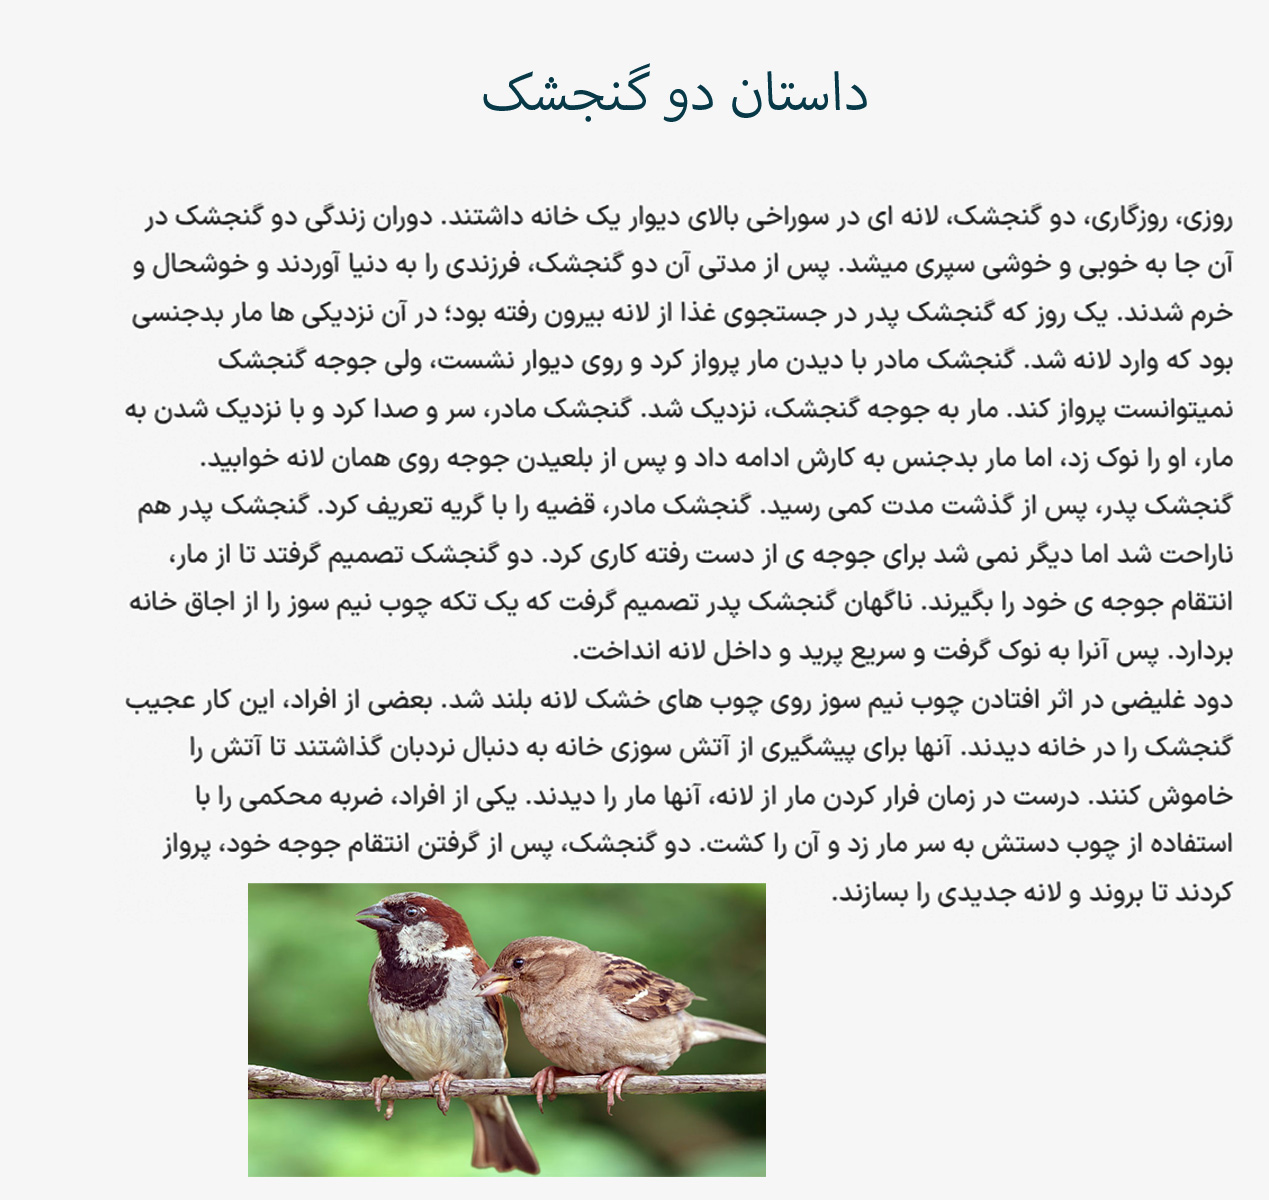 داستان دو گنجشک
روزی، روزگاری، دو گنجشک، لانه ای در سوراخی بالای دیوار یک خانه داشتند. دوران زندگی دو گنجشک در
آن جا به خوبی و خوشی سپری میشد. پس از مدتی آن دو گنجشک، فرزندی را به دنیا آوردند و خوشحال و
خرم شدند. یک روز که گنجشک پدر در جستجوی غذا از لانه بیرون رفته بود؛ در آن نزدیکی ها مار بدجنسی
بود که وارد لانه شد. گنجشک مادر با دیدن مار پرواز کرد و روی دیوار نشست، ولی جوجه گنجشک
نمیتوانست پرواز کند. مار به جوجه گنجشک، نزدیک شد. گنجشک مادر، سر و صدا کرد و با نزدیک شدن به
مار، او را نوک زد، اما مار بدجنس به کارش ادامه داد و پس از بلعیدن جوجه روی همان لانه خوابید.
گنجشک پدر، پس از گذشت مدت کمی رسید. گنجشک مادر، قضیه را با گریه تعریف کرد. گنجشک پدر هم
ناراحت شد اما دیگر نمی شد برای جوجه ی از دست رفته کاری کرد. دو گنجشک تصمیم گرفتد تا از مار،
انتقام جوجه ی خود را بگیرند. ناگهان گنجشک پدر تصمیم گرفت که یک تکه چوب نیم سوز را از اجاق خانه
بردارد. پس آنرا به نوک گرفت و سریع پرید و داخل لانه انداخت.
دود غلیضی در اثر افتادن چوب نیم سوز روی چوب های خشک لانه بلند شد. بعضی از افراد، این کار عجیب
گنجشک را در خانه دیدند. آنها برای پیشگیری از آتش سوزی خانه به دنبال نردبان گذاشتند تا آتش را
خاموش کنند. درست در زمان فرار کردن مار از لانه، آنها مار را دیدند. یکی از افراد، ضربه محکمی را با
استفاده از چوب دستش به سر مار زد و آن را کشت. دو گنجشک، پس از گرفتن انتقام جوجه خود، پرواز
کردند تا بروند و لانه جدیدی را بسازند.